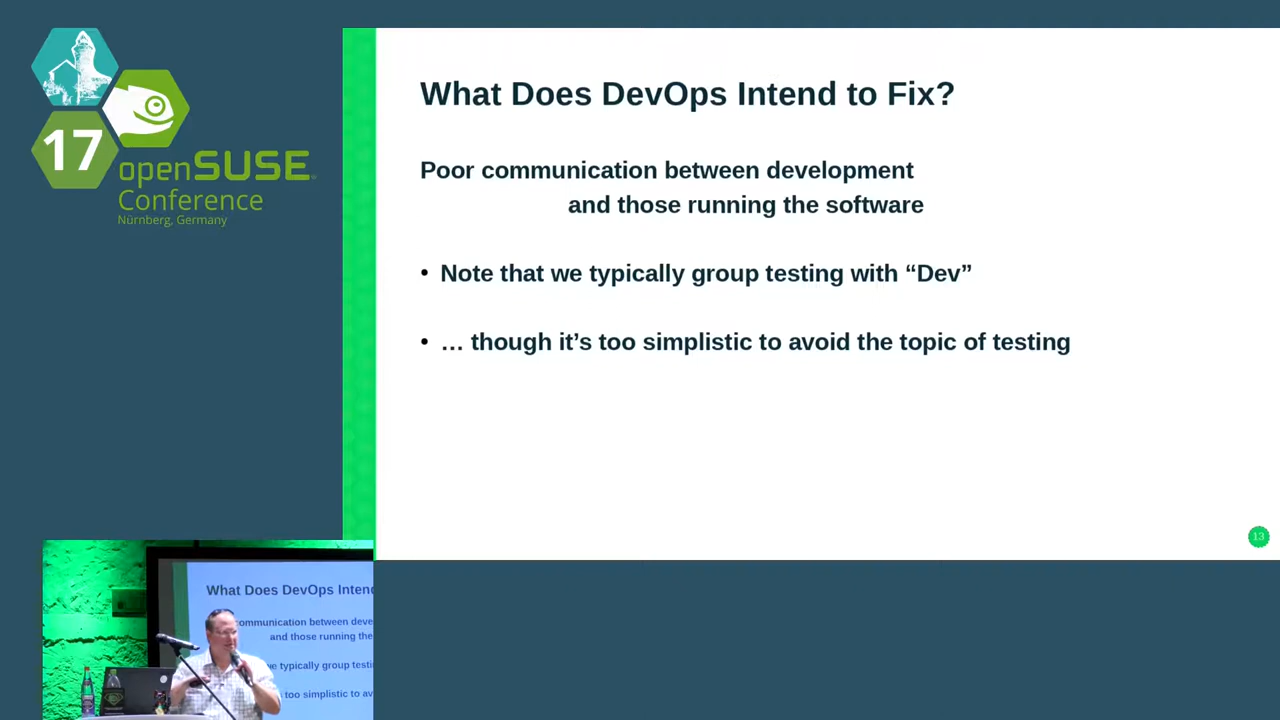 17
openSUSE
Conference
Nürnberg, Germany
What Does DevOps Intend to Fix?
Poor communication between development
and those running the software
• Note that we typically group testing with “Dev”
• … though it’s too simplistic to avoid the topic of testing
13
What Does DevOps Intend
communication between deve
and those running the
we typically group testi
too simplistic to av